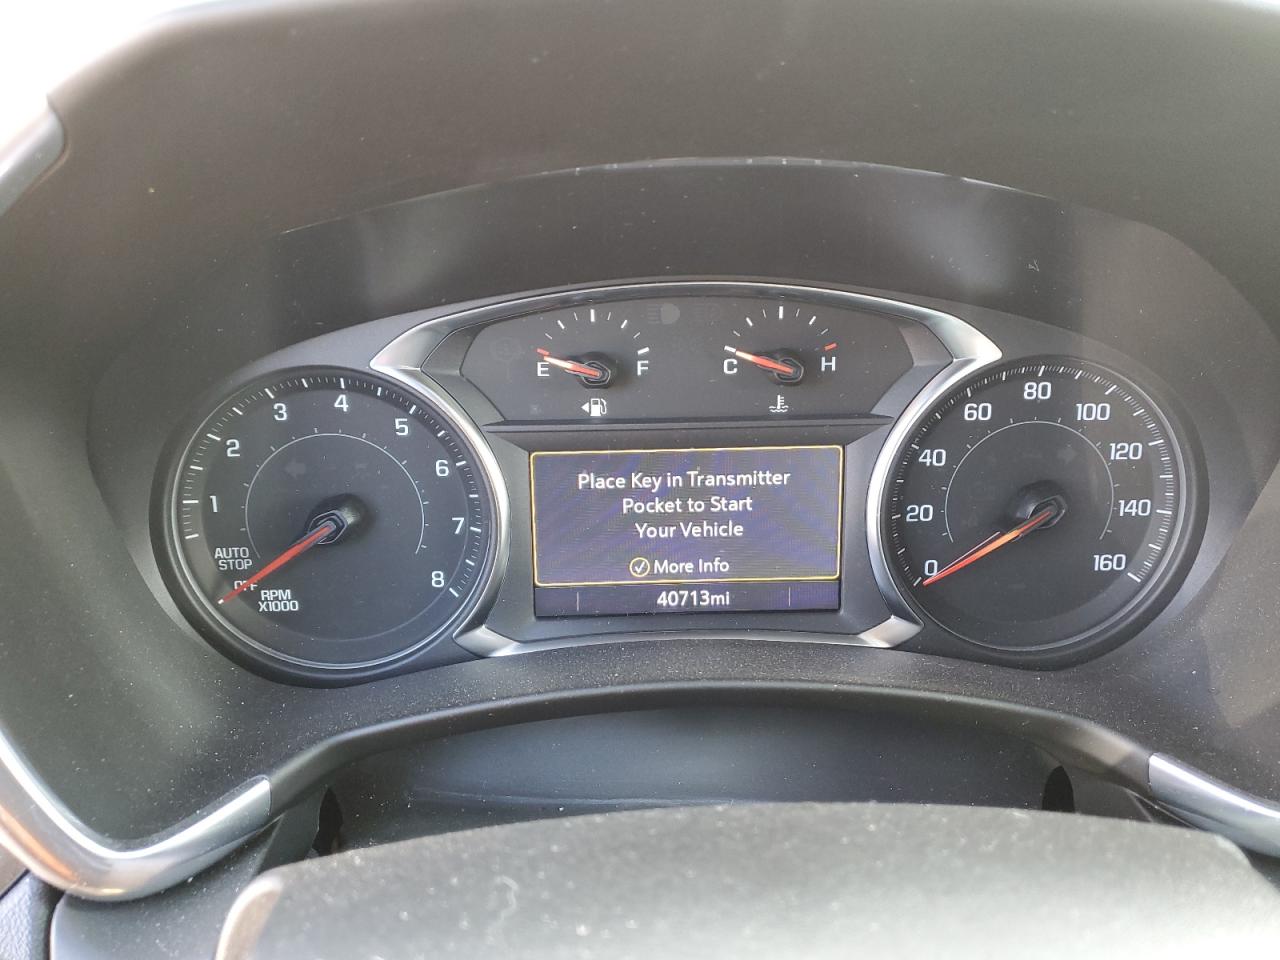 E F
C H
1 2 3 4 5 6 7 8
AUTO
STOP
OFF
RPM
X1000
Place Key in Transmitter
Pocket to Start
Your Vehicle
More Info
40713mi
0 20 40 60 80 100 120 140 160